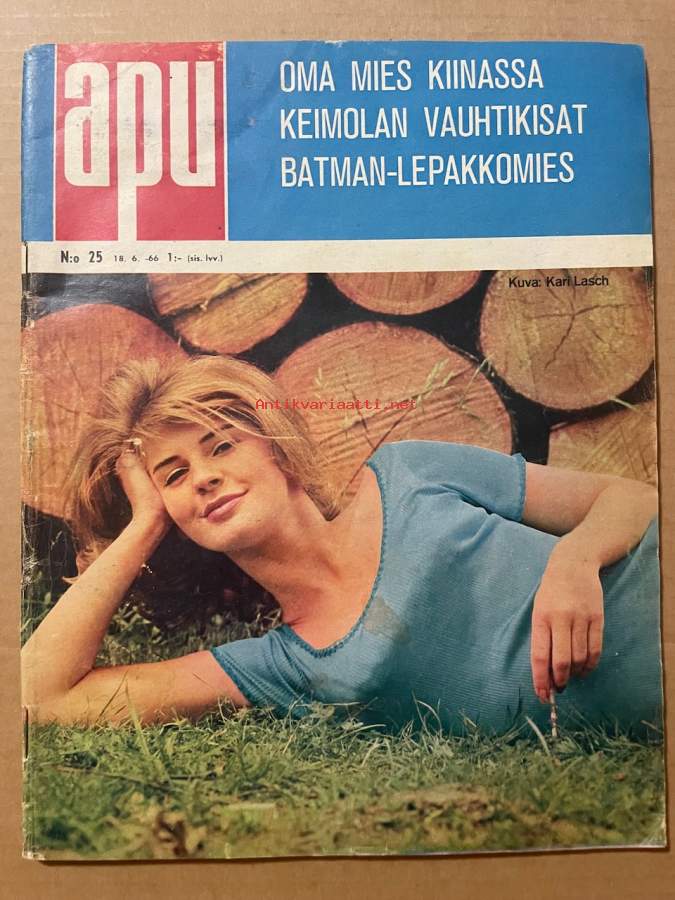 apu
OMA MIES KIINASSA
KEIMOLAN VAUHTIKISAT
BATMAN-LEPAKKOMIES
N:o 25 18. 6. -66 1:- (sis. lvv.)
Kuva: Kari Lasch
Antikvariaatti.net